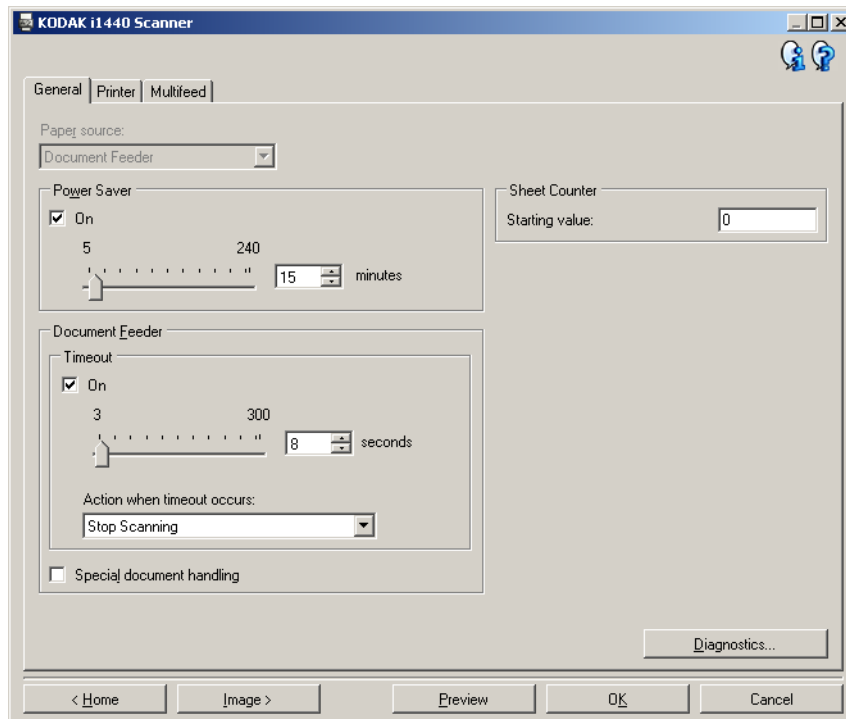 KODAK i1440 Scanner
General
Printer
Multifeed
Paper source:
Document Feeder
Power Saver
On
5 240
15 minutes
Sheet Counter
Starting value: 0
Document Feeder
Timeout
On
3 300
8 seconds
Action when timeout occurs:
Stop Scanning
Special document handling
Diagnostics...
< Home
Image >
Preview
OK
Cancel